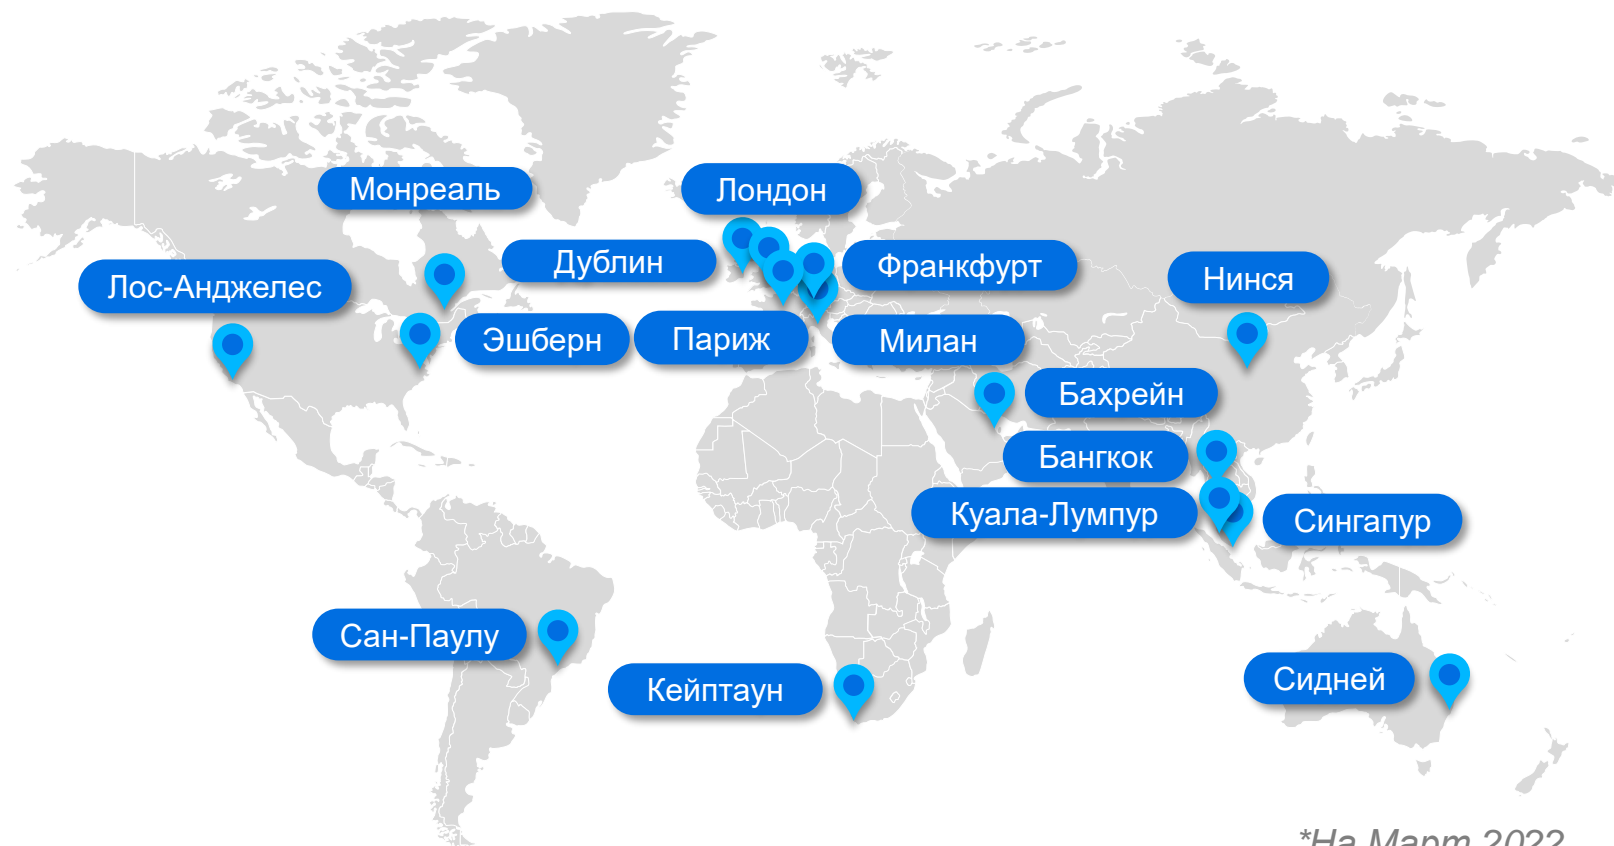 Монреаль
Лондон
Дублин
Франкфурт
Лос-Анджелес
Нинся
Эшберн
Париж
Милан
Бахрейн
Бангкок
Куала-Лумпур
Сингапур
Сан-Паулу
Кейптаун
Сидней
*На Март 2022